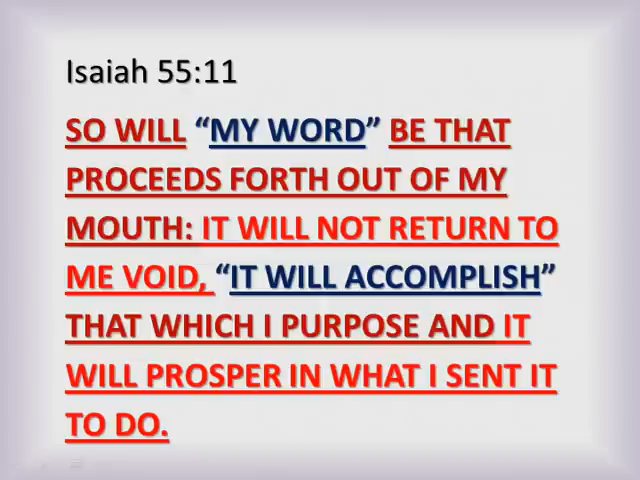 Isaiah 55:11
SO WILL “MY WORD” BE THAT
PROCEEDS FORTH OUT OF MY
MOUTH: IT WILL NOT RETURN TO
ME VOID, “IT WILL ACCOMPLISH”
THAT WHICH I PURPOSE AND IT
WILL PROSPER IN WHAT I SENT IT
TO DO.